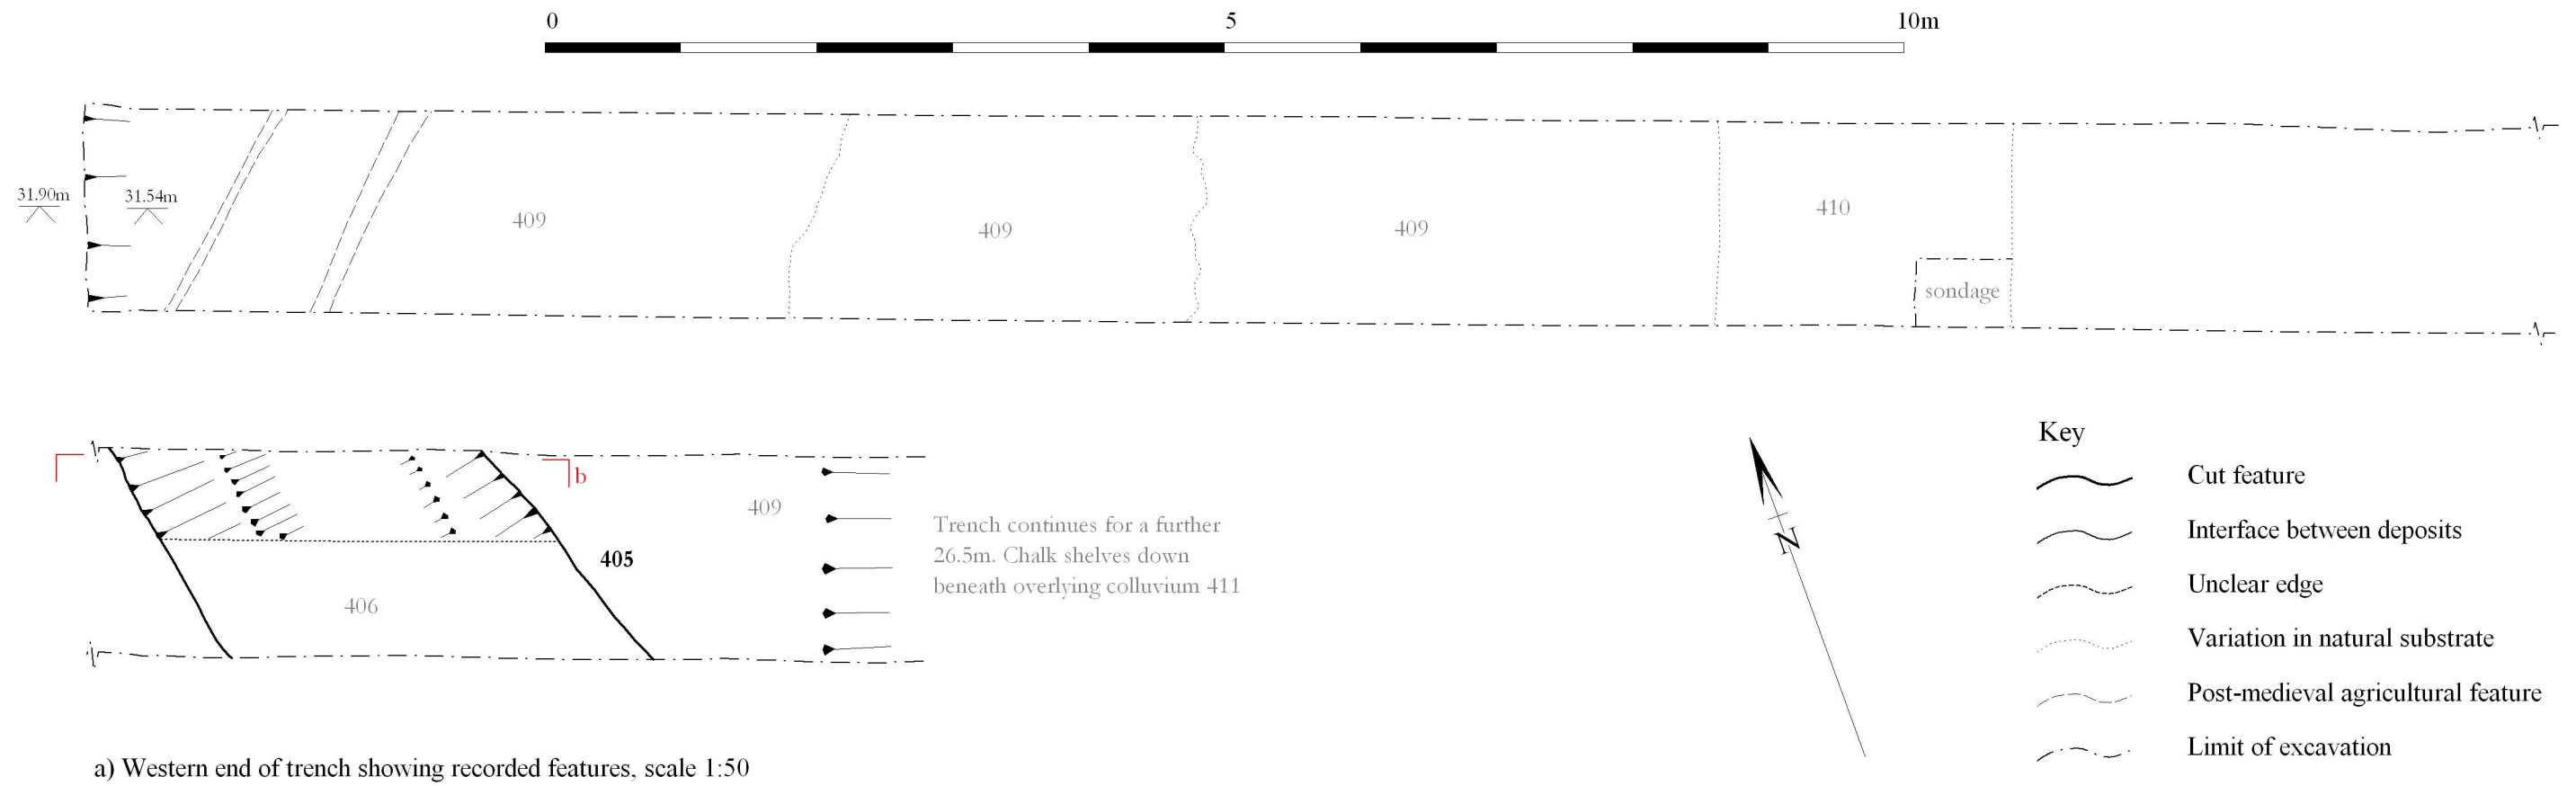 0 5 10m
31.90m 31.54m 409 409 409 410
sondage
b
409
405
406
Trench continues for a further
26.5m. Chalk shelves down
beneath overlying colluvium 411
N
Key
Cut feature
Interface between deposits
Unclear edge
Variation in natural substrate
Post-medieval agricultural feature
Limit of excavation
a) Western end of trench showing recorded features, scale 1:50